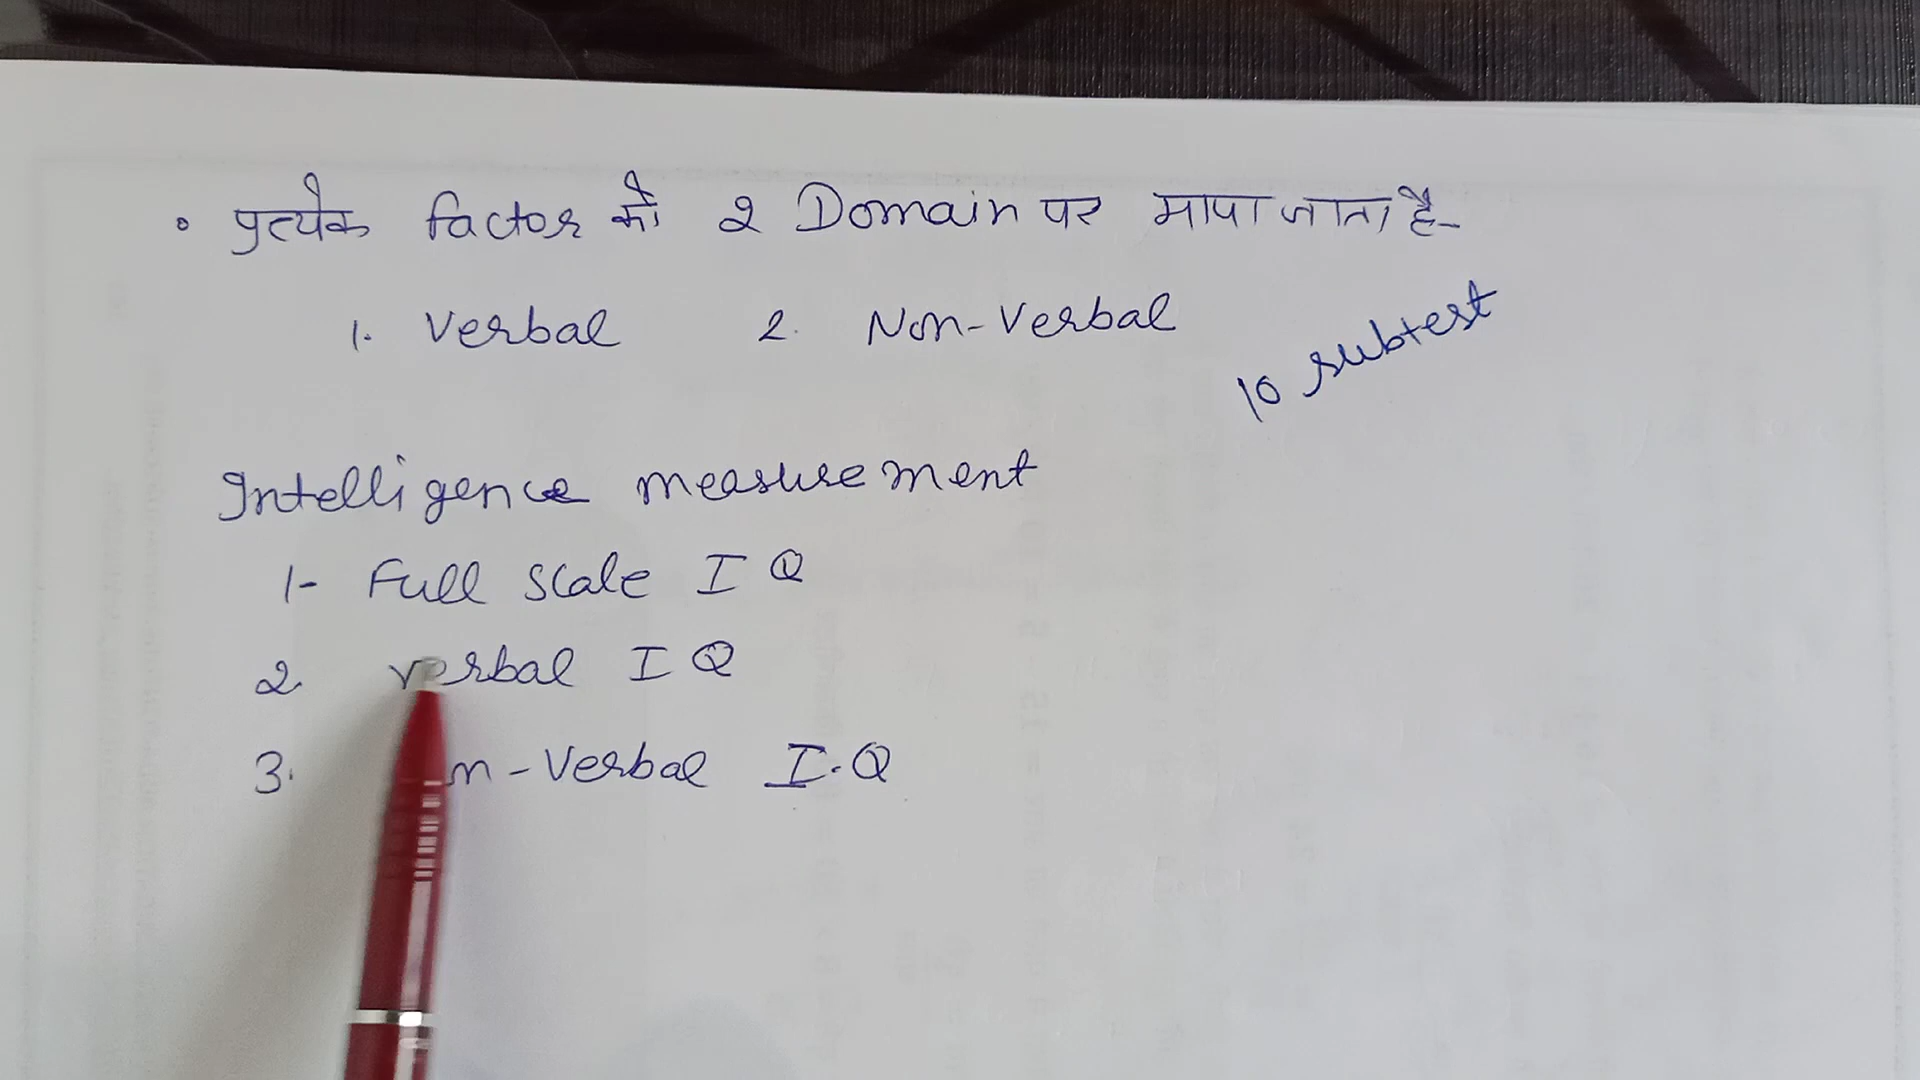 • प्रत्येक factor को 2 Domain पर मापा जाता है-
1. Verbal 2. Non-Verbal
10 subtest
Intelligence measurement
1- Full Scale I Q
2. verbal I Q
3. n-Verbal I.Q